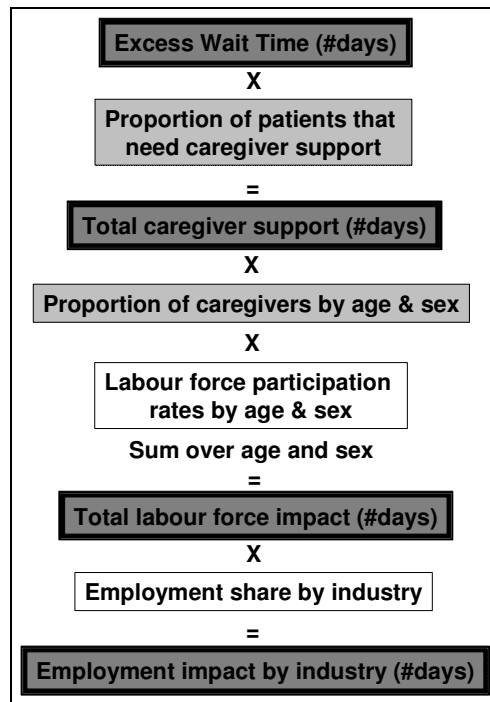 Excess Wait Time (#days)
X
Proportion of patients that
need caregiver support
=
Total caregiver support (#days)
X
Proportion of caregivers by age & sex
X
Labour force participation
rates by age & sex
Sum over age and sex
=
Total labour force impact (#days)
X
Employment share by industry
=
Employment impact by industry (#days)